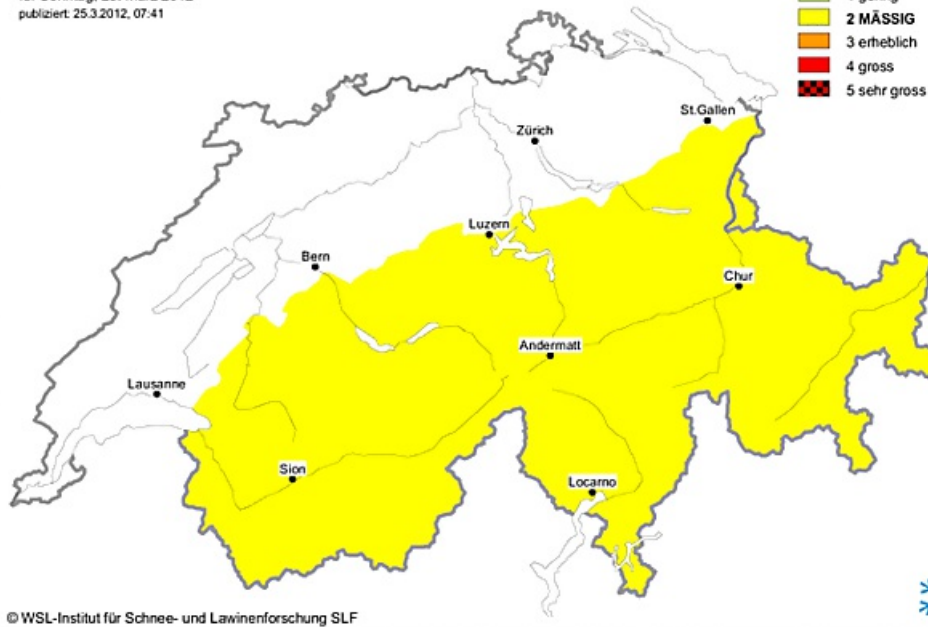 publiziert: 25.3.2012, 07:41
2 MÄSSIG
3 erheblich
4 gross
5 sehr gross
St.Gallen
Zürich
Luzern
Bern
Chur
Andermatt
Lausanne
Sion
Locarno
© WSL-Institut für Schnee- und Lawinenforschung SLF